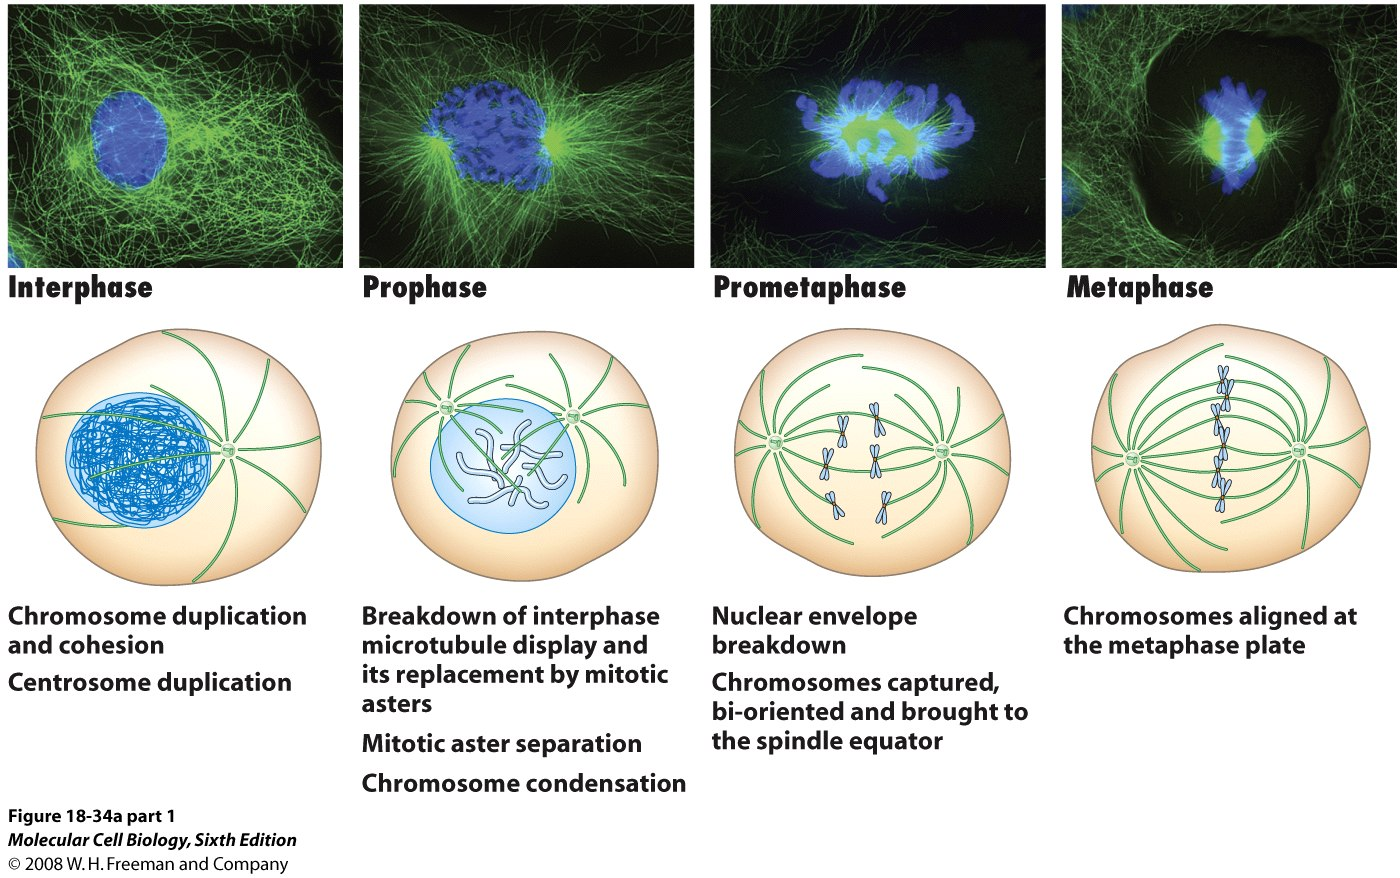 Interphase
Prophase
Prometaphase
Metaphase
Chromosome duplication
and cohesion
Centrosome duplication
Breakdown of interphase
microtubule display and
its replacement by mitotic
asters
Mitotic aster separation
Chromosome condensation
Nuclear envelope
breakdown
Chromosomes captured,
bi-oriented and brought to
the spindle equator
Chromosomes aligned at
the metaphase plate
Figure 18-34a part 1
Molecular Cell Biology, Sixth Edition
© 2008 W. H. Freeman and Company